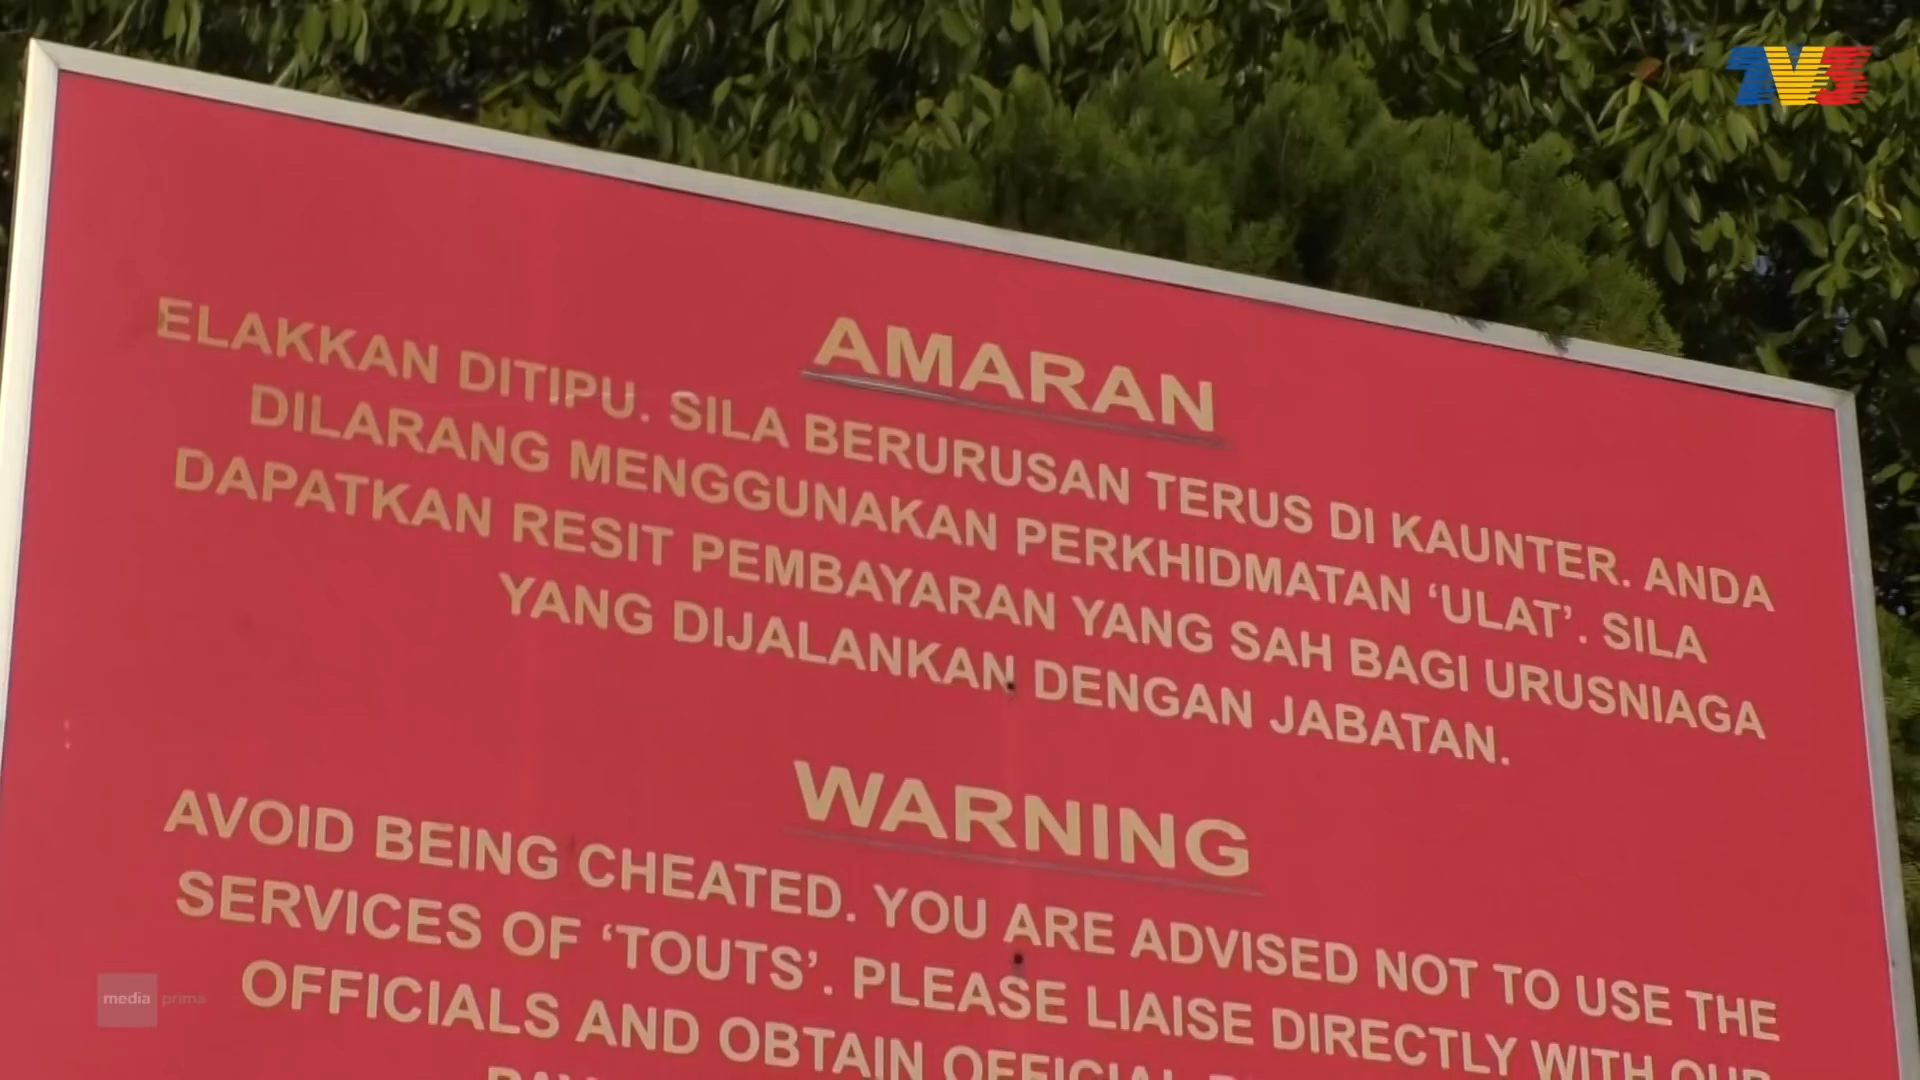 TV3
AMARAN
ELAKKAN DITIPU. SILA BERURUSAN TERUS DI KAUNTER. ANDA
DILARANG MENGGUNAKAN PERKHIDMATAN ‘ULAT’. SILA
DAPATKAN RESIT PEMBAYARAN YANG SAH BAGI URUSNIAGA
YANG DIJALANKAN DENGAN JABATAN.
WARNING
AVOID BEING CHEATED. YOU ARE ADVISED NOT TO USE THE
SERVICES OF ‘TOUTS’. PLEASE LIAISE DIRECTLY WITH OUR
OFFICIALS AND OBTAIN OFFICIAL
media prima